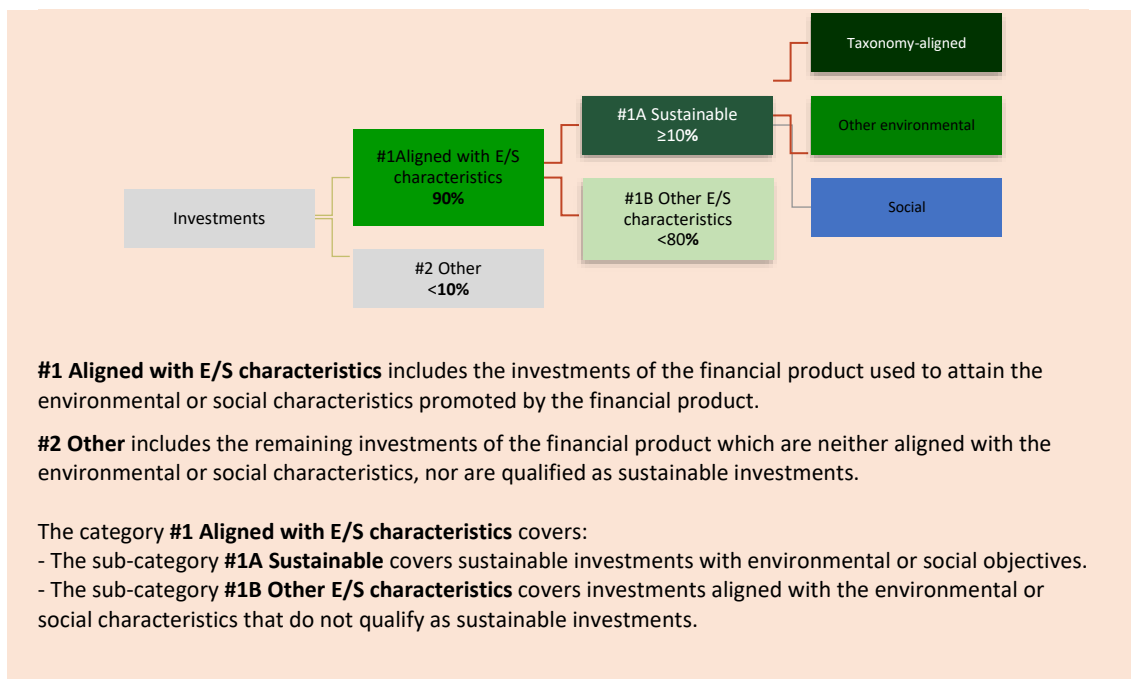 Taxonomy-aligned
#1A Sustainable
≥10%
Other environmental
#1Aligned with E/S
characteristics
90%
#1B Other E/S
characteristics
<80%
Investments
Social
#2 Other
<10%
#1 Aligned with E/S characteristics includes the investments of the financial product used to attain the
environmental or social characteristics promoted by the financial product.
#2 Other includes the remaining investments of the financial product which are neither aligned with the
environmental or social characteristics, nor are qualified as sustainable investments.
The category #1 Aligned with E/S characteristics covers:
- The sub-category #1A Sustainable covers sustainable investments with environmental or social objectives.
- The sub-category #1B Other E/S characteristics covers investments aligned with the environmental or
social characteristics that do not qualify as sustainable investments.